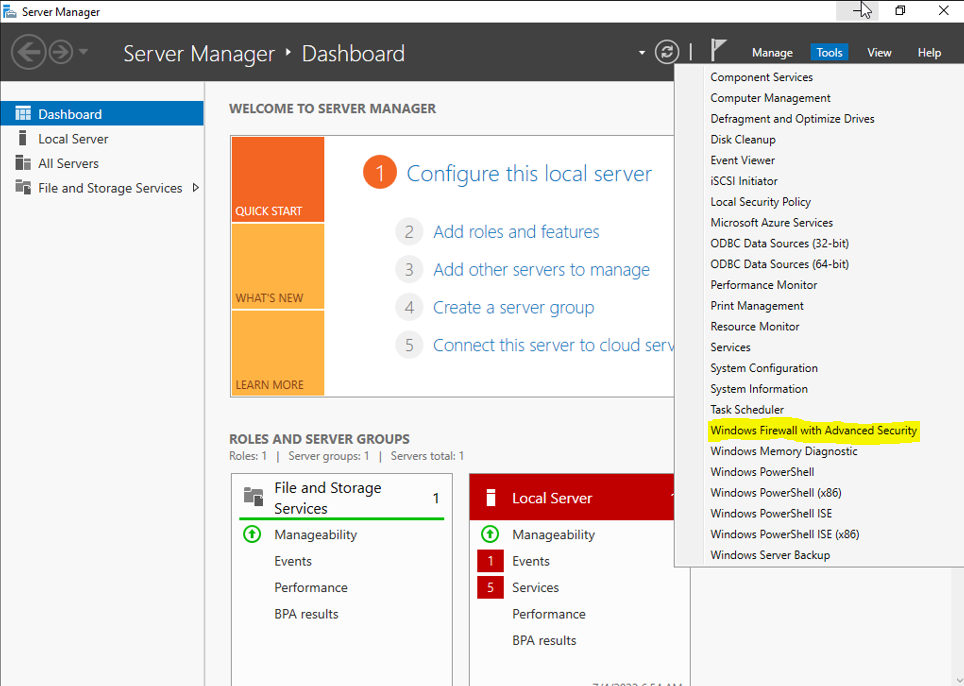 Server Manager
Server Manager ‣ Dashboard
Manage Tools View Help
Dashboard
Local Server
All Servers
File and Storage Services
WELCOME TO SERVER MANAGER
QUICK START
WHAT'S NEW
LEARN MORE
1 Configure this local server
2 Add roles and features
3 Add other servers to manage
4 Create a server group
5 Connect this server to cloud serv
ROLES AND SERVER GROUPS
Roles: 1 | Server groups: 1 | Servers total: 1
File and Storage
Services
1
Manageability
Events
Performance
BPA results
Local Server
Manageability
1 Events
5 Services
Performance
BPA results
Component Services
Computer Management
Defragment and Optimize Drives
Disk Cleanup
Event Viewer
iSCSI Initiator
Local Security Policy
Microsoft Azure Services
ODBC Data Sources (32-bit)
ODBC Data Sources (64-bit)
Performance Monitor
Print Management
Resource Monitor
Services
System Configuration
System Information
Task Scheduler
Windows Firewall with Advanced Security
Windows Memory Diagnostic
Windows PowerShell
Windows PowerShell (x86)
Windows PowerShell ISE
Windows PowerShell ISE (x86)
Windows Server Backup